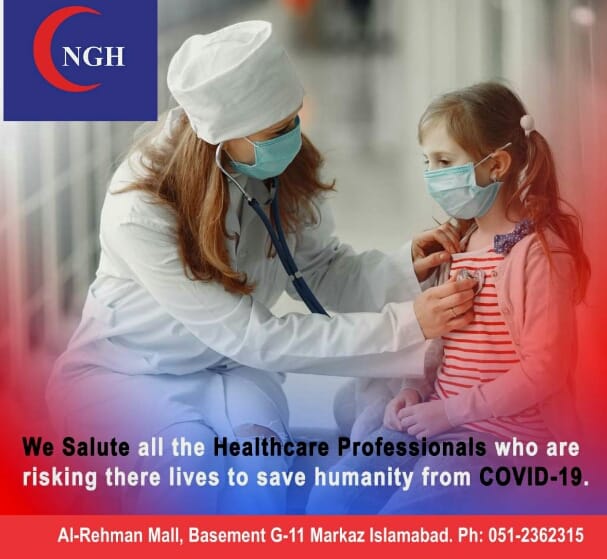 NGH
We Salute all the Healthcare Professionals who are
risking there lives to save humanity from COVID-19.
Al-Rehman Mall, Basement G-11 Markaz Islamabad. Ph: 051-2362315